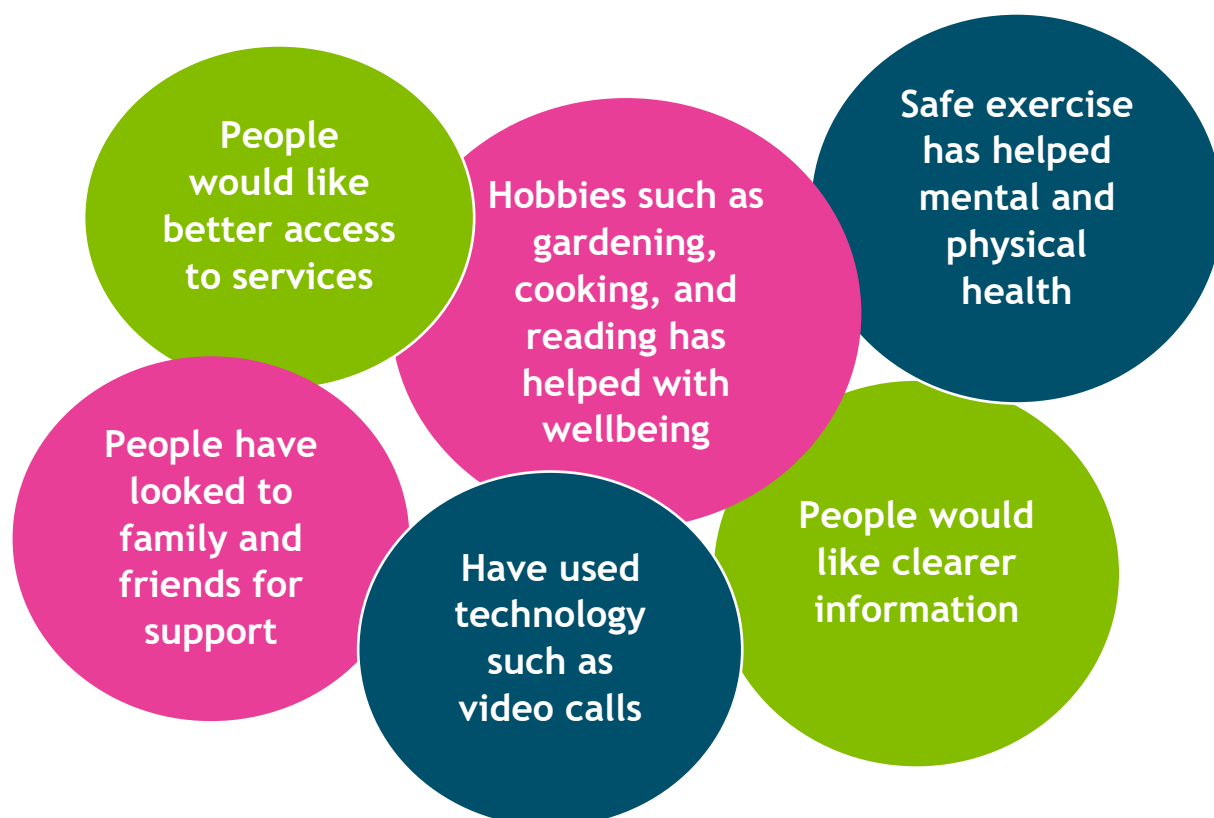 People
would like
better access
to services
Hobbies such as
gardening,
cooking, and
reading has
helped with
wellbeing
Safe exercise
has helped
mental and
physical
health
People have
looked to
family and
friends for
support
Have used
technology
such as
video calls
People would
like clearer
information